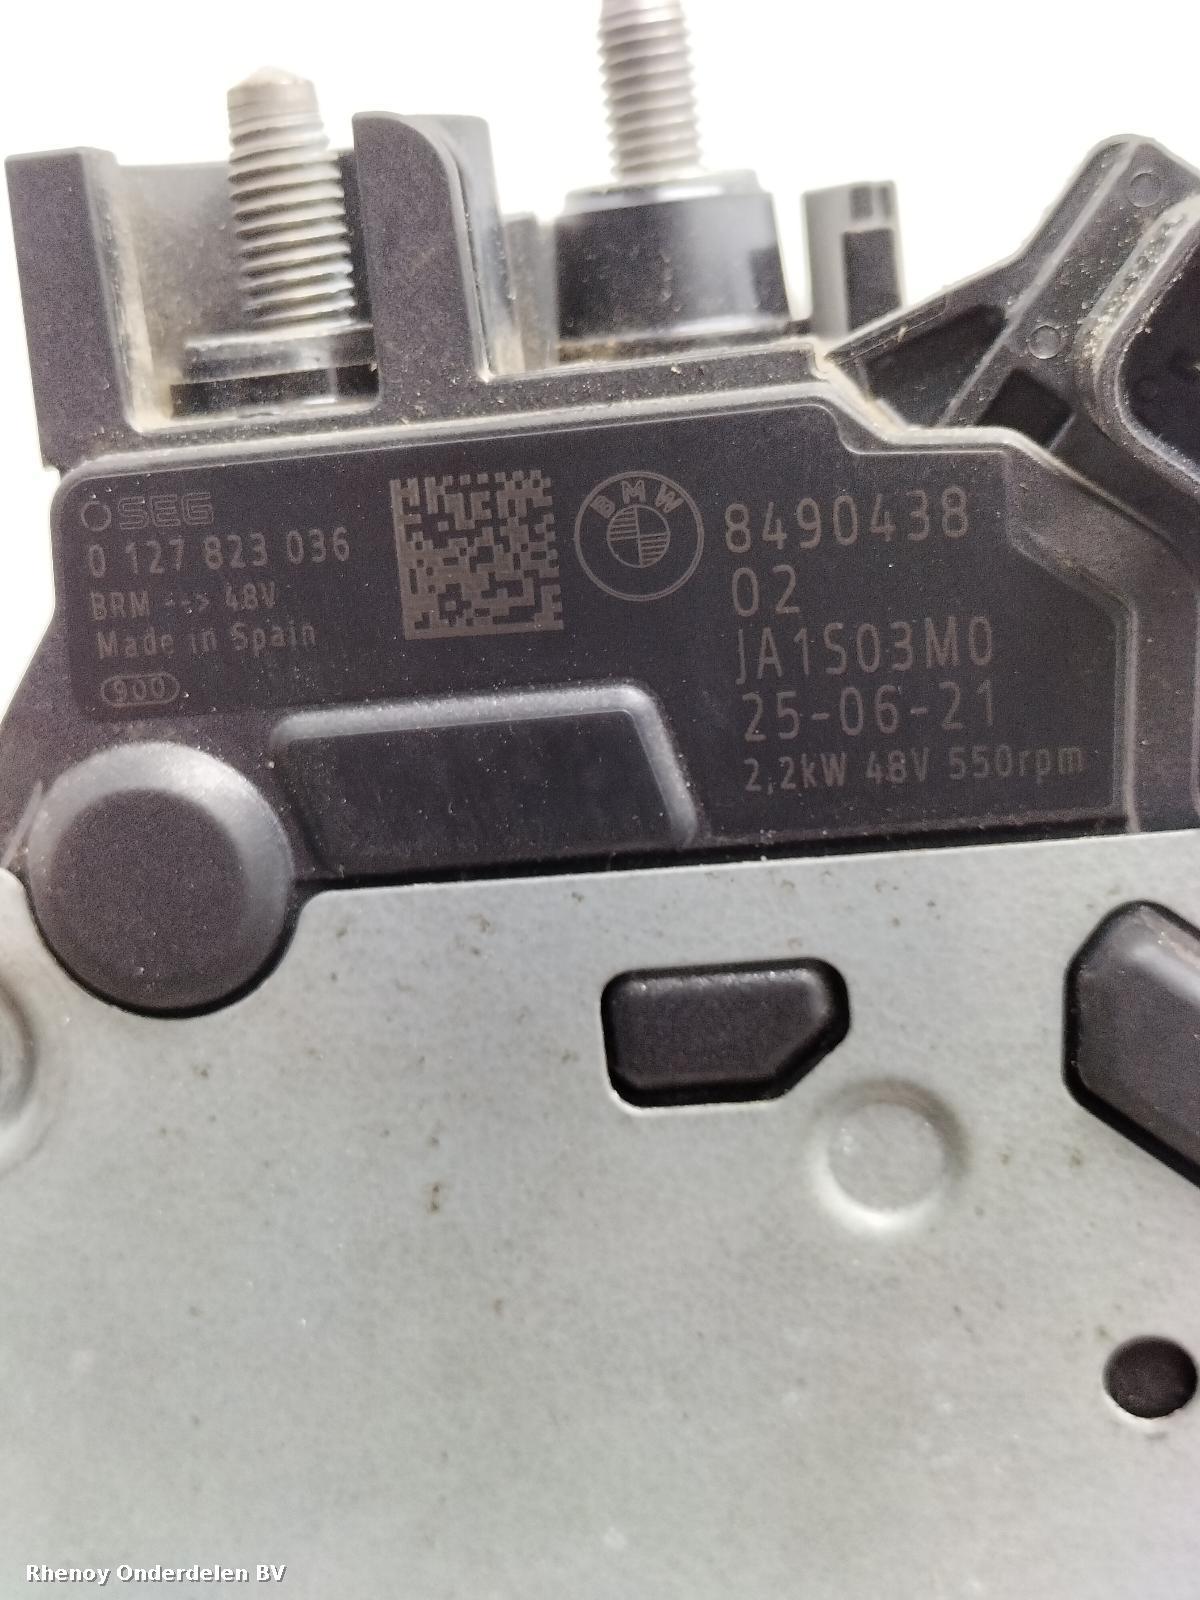 SEG
0 127 823 036
BRM --> 48V
Made in Spain
900
BMW
8490438
02
JA1S03M0
25-06-21
2,2kW 48V 550rpm
Rhenoy Onderdelen BV